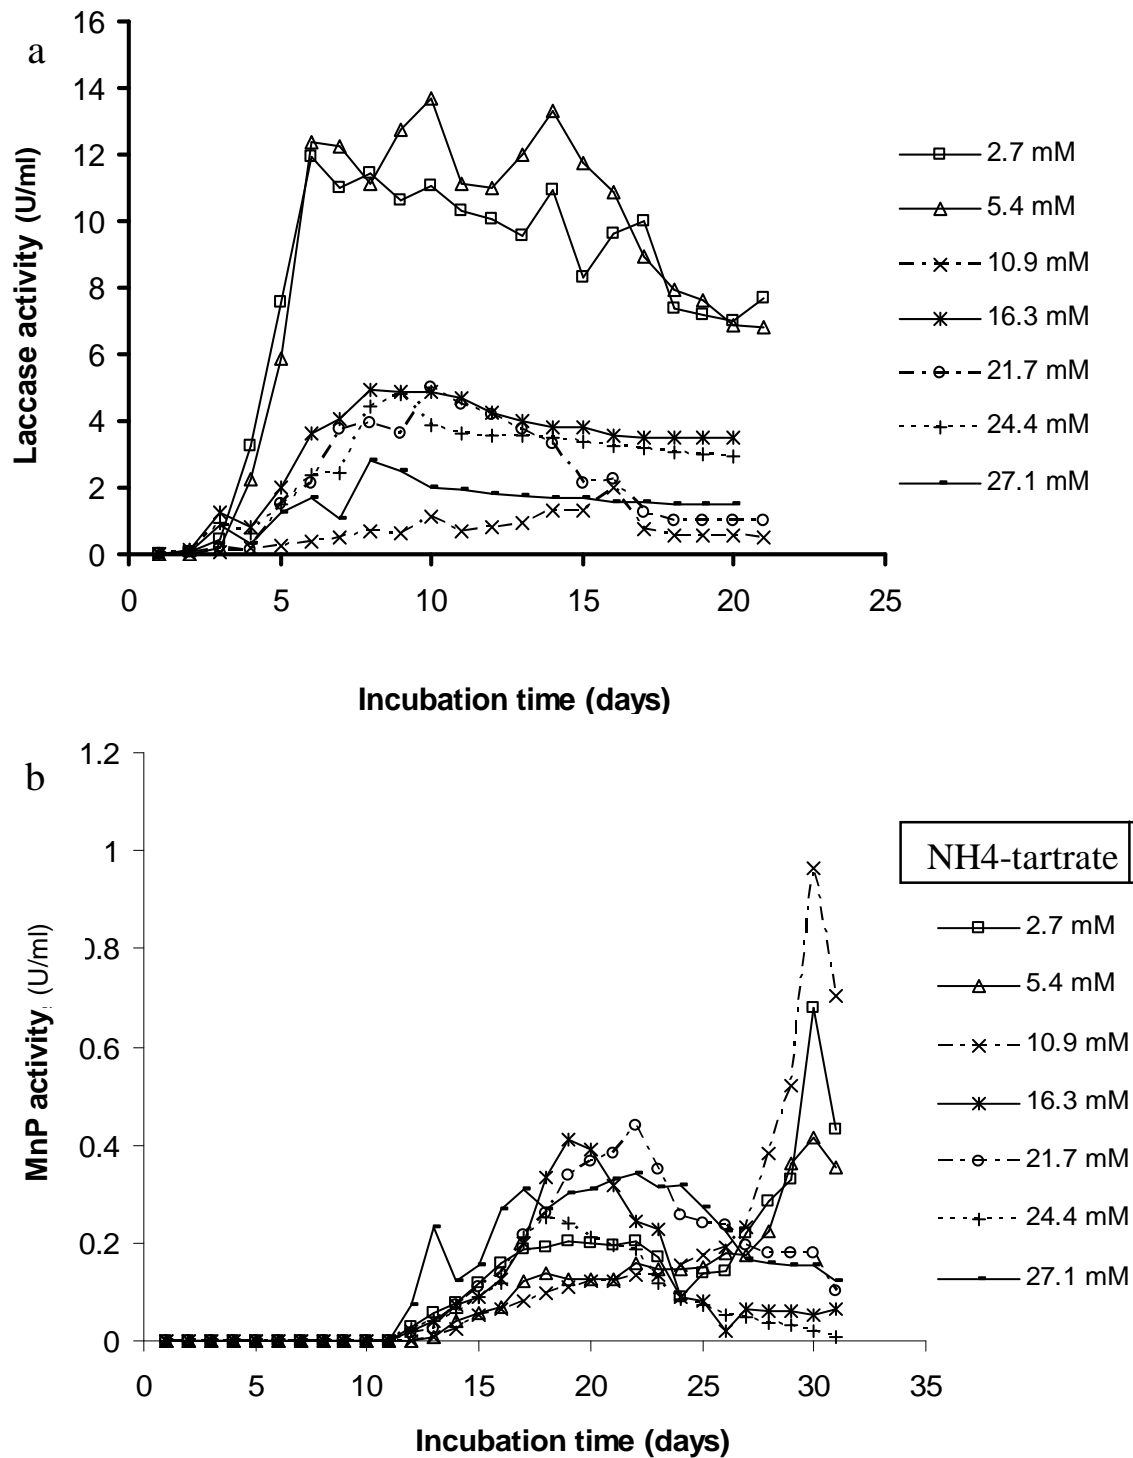 a
16
14
12
10
8
6
4
2
0
Laccase activity (U/ml)
0 5 10 15 20 25
Incubation time (days)
2.7 mM
5.4 mM
10.9 mM
16.3 mM
21.7 mM
24.4 mM
27.1 mM
b
1.2
1
0.8
0.6
0.4
0.2
0
MnP activity (U/ml)
0 5 10 15 20 25 30 35
Incubation time (days)
NH4-tartrate
2.7 mM
5.4 mM
10.9 mM
16.3 mM
21.7 mM
24.4 mM
27.1 mM